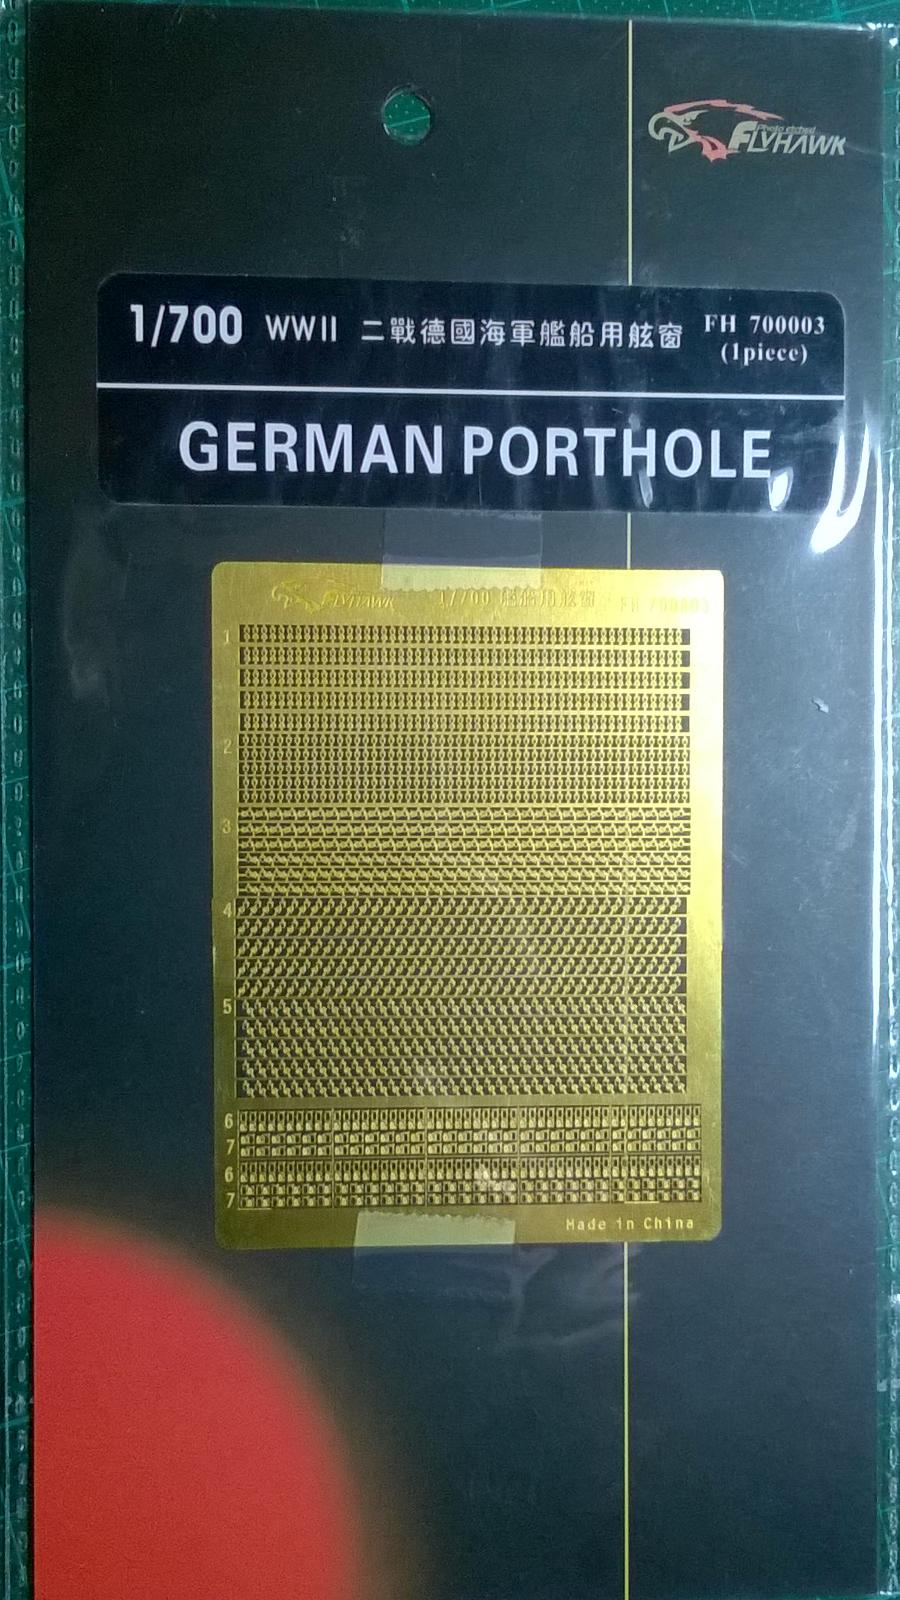 Photo etched
FLYHAWK
1/700 WWII 二戰德國海軍艦船用舷窗 FH 700003
(1piece)
GERMAN PORTHOLE
FLYHAWK 1/700 艦船用舷窗 FH 700003
1
2
3
4
5
6
7
6
7
Made in China